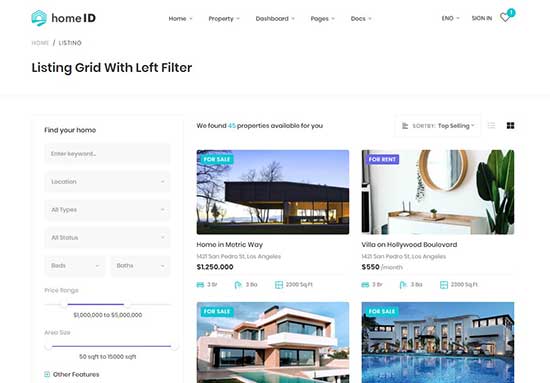 homeID
Home Property Dashboard Pages Docs
ENG SIGN IN 1
HOME / LISTING
Listing Grid With Left Filter
Find your home
Enter keyword...
Location
All Types
All Status
Beds Baths
Price Range
$1,000,000 to $5,000,000
Area Size
50 sqft to 15000 sqft
Other Features
We found 45 properties available for you
SORTBY: Top Selling
FOR SALE
Home in Metric Way
1421 San Pedro St, Los Angeles
$1.250.000
3 Br 3 Ba 2300 Sq.Ft
FOR RENT
Villa on Hollywood Boulevard
1421 San Pedro St, Los Angeles
$550 /month
3 Br 3 Ba 2300 Sq.Ft
FOR SALE
FOR SALE